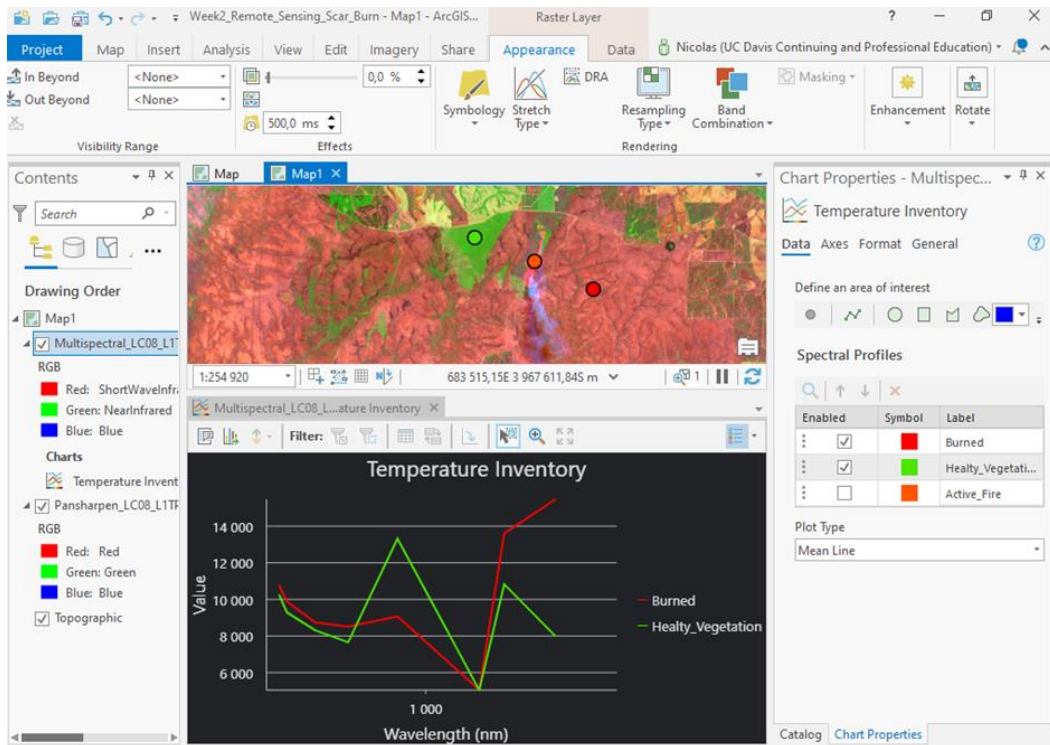 Week2_Remote_Sensing_Scar_Burn - Map1 - ArcGIS...
Raster Layer
?
Project Map Insert Analysis View Edit Imagery Share Appearance Data Nicolas (UC Davis Continuing and Professional Education)
In Beyond <None>
Out Beyond <None>
0,0 %
500,0 ms
Symbology
Stretch Type
DRA
Resampling Type
Band Combination
Masking
Enhancement
Rotate
Visibility Range
Effects
Rendering
Contents
Search
Drawing Order
Map1
Multispectral_LC08_L1T
RGB
Red: ShortWaveInfra
Green: NearInfrared
Blue: Blue
Charts
Temperature Invent
Pansharpen_LC08_L1TP
RGB
Red: Red
Green: Green
Blue: Blue
Topographic
Map Map1
1:254 920 683 515,15E 3 967 611,84S m 1
Multispectral_LC08_L...ature Inventory
Filter:
Temperature Inventory
Value
14 000
12 000
10 000
8 000
6 000
1 000
Wavelength (nm)
Burned
Healty_Vegetation
Chart Properties - Multispec...
Temperature Inventory
Data Axes Format General
?
Define an area of interest
Spectral Profiles
Enabled Symbol Label
Burned
Healty_Vegetati...
Active_Fire
Plot Type
Mean Line
Catalog Chart Properties